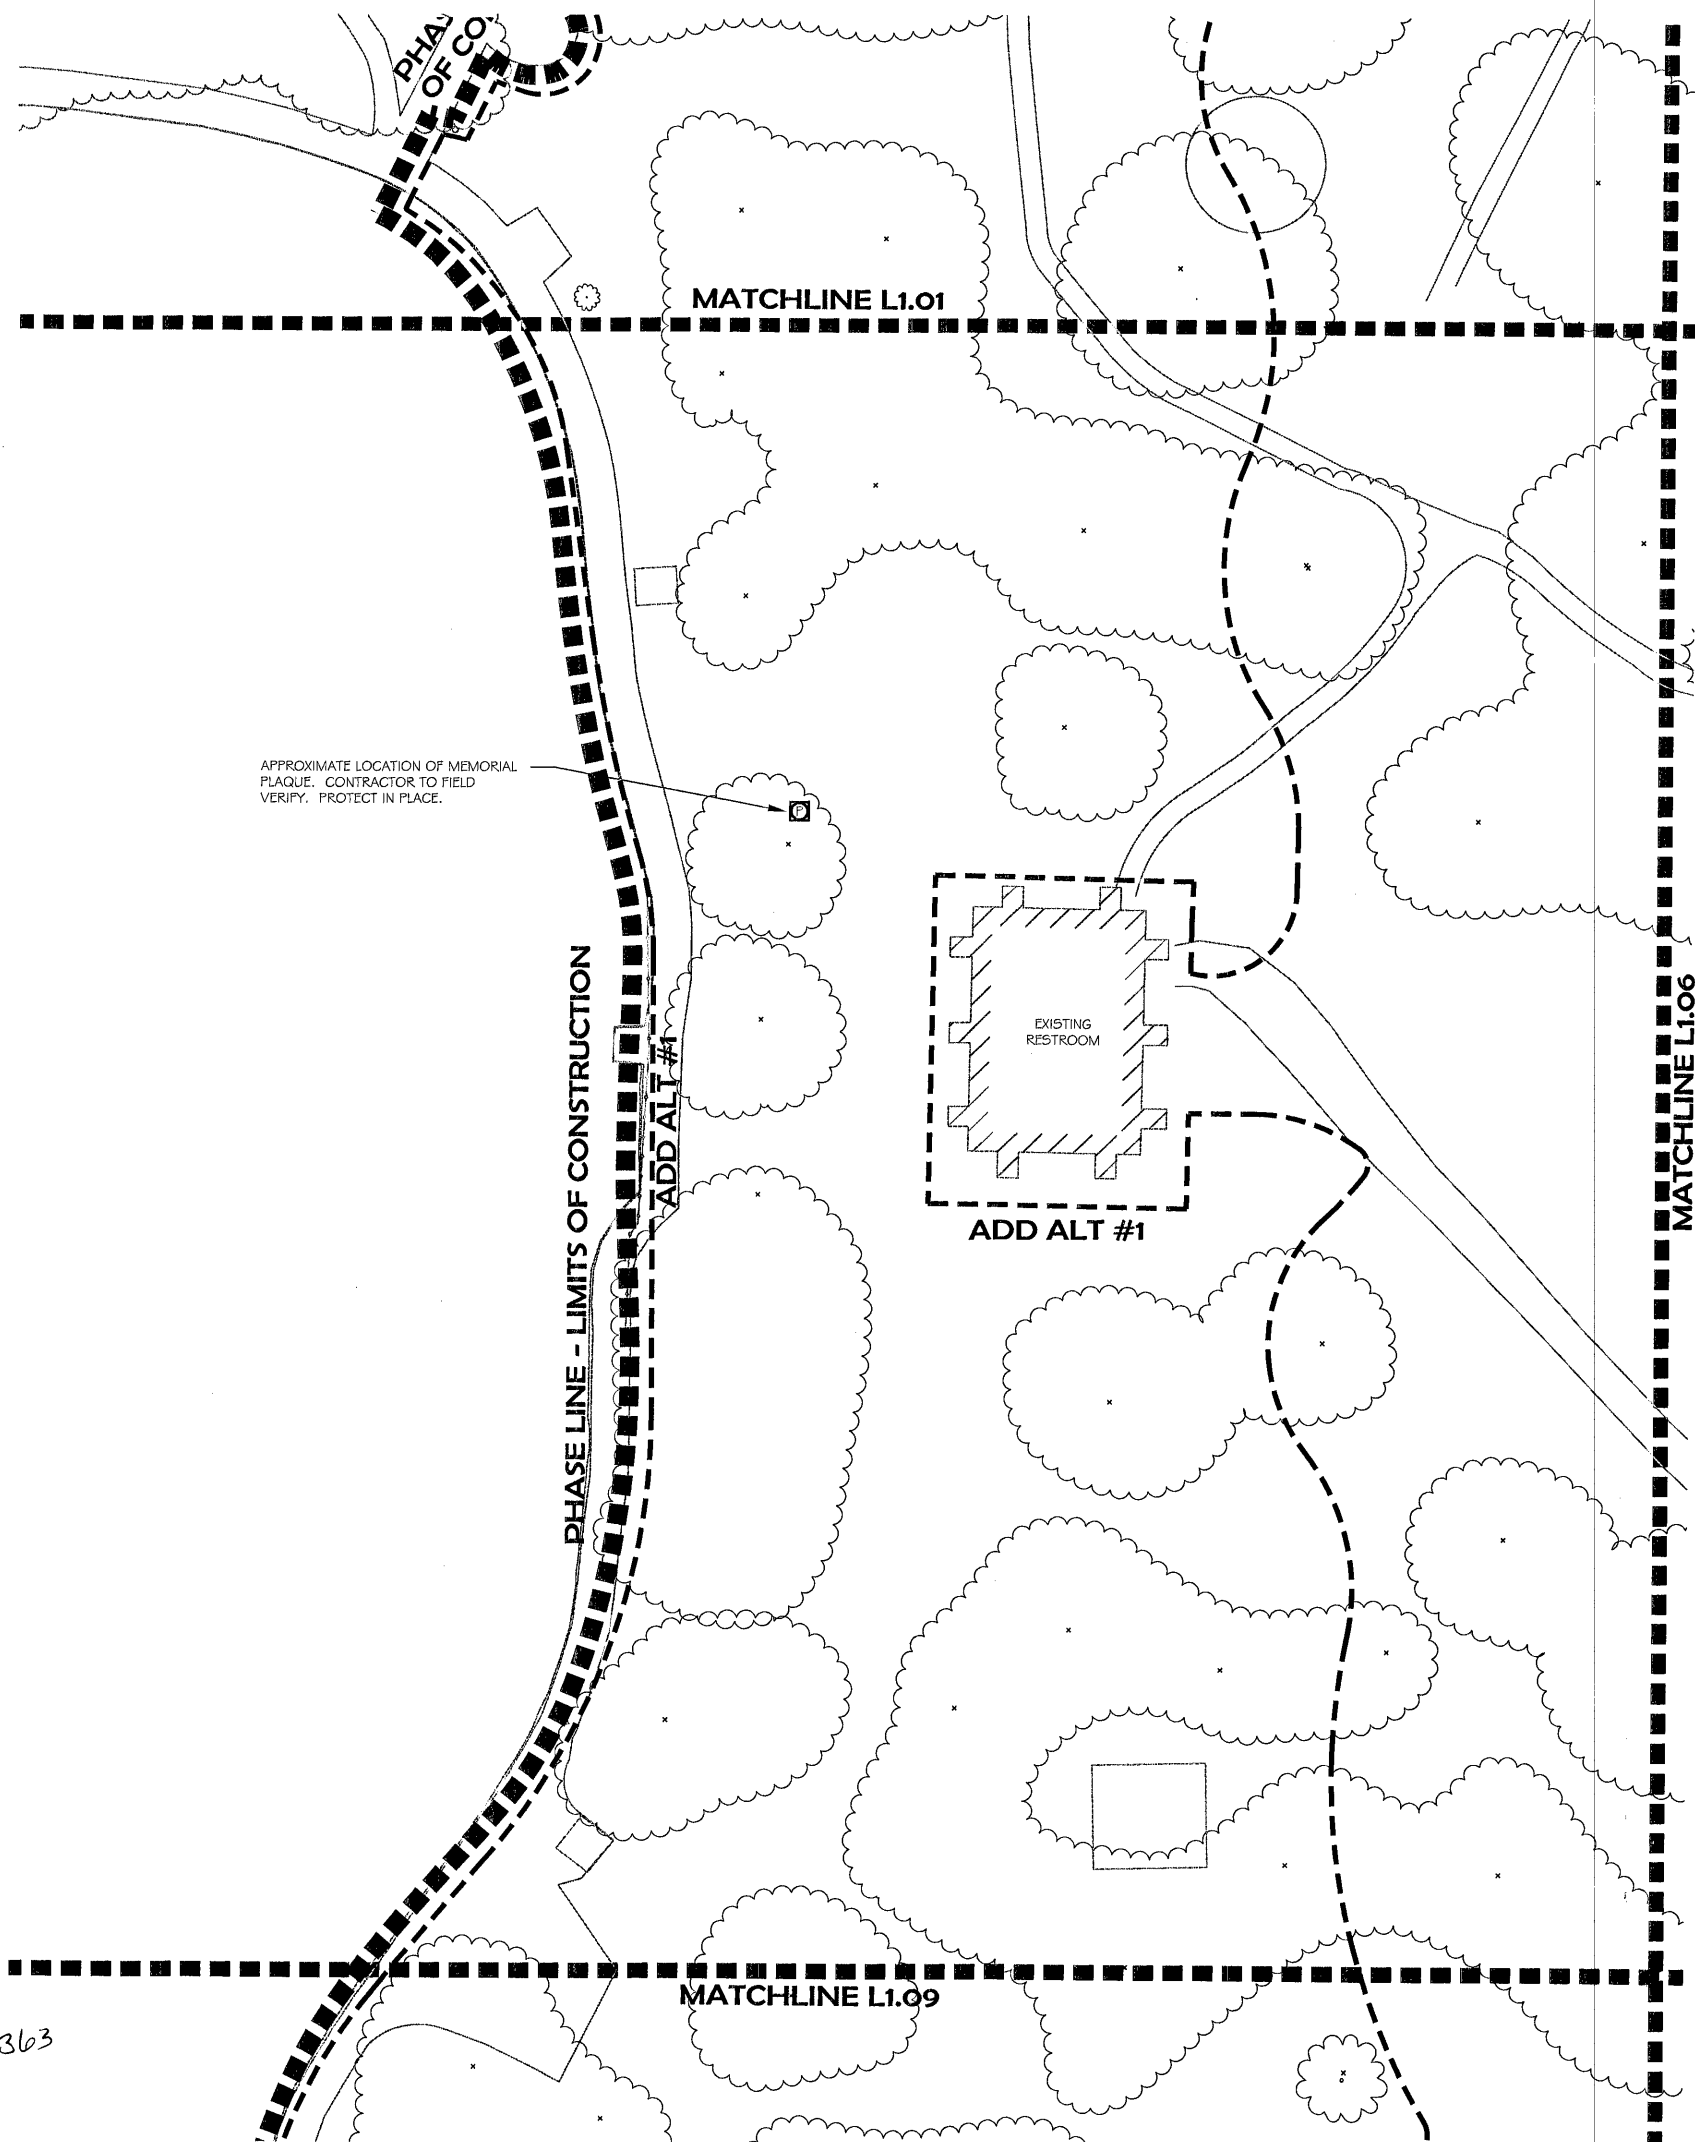 MATCHLINE L1.01
APPROXIMATE LOCATION OF MEMORIAL
PLAQUE. CONTRACTOR TO FIELD
VERIFY. PROTECT IN PLACE.
P
PHASE LINE - LIMITS OF CONSTRUCTION
ADD ALT #1
EXISTING
RESTROOM
ADD ALT #1
MATCHLINE L1.06
MATCHLINE L1.09
363